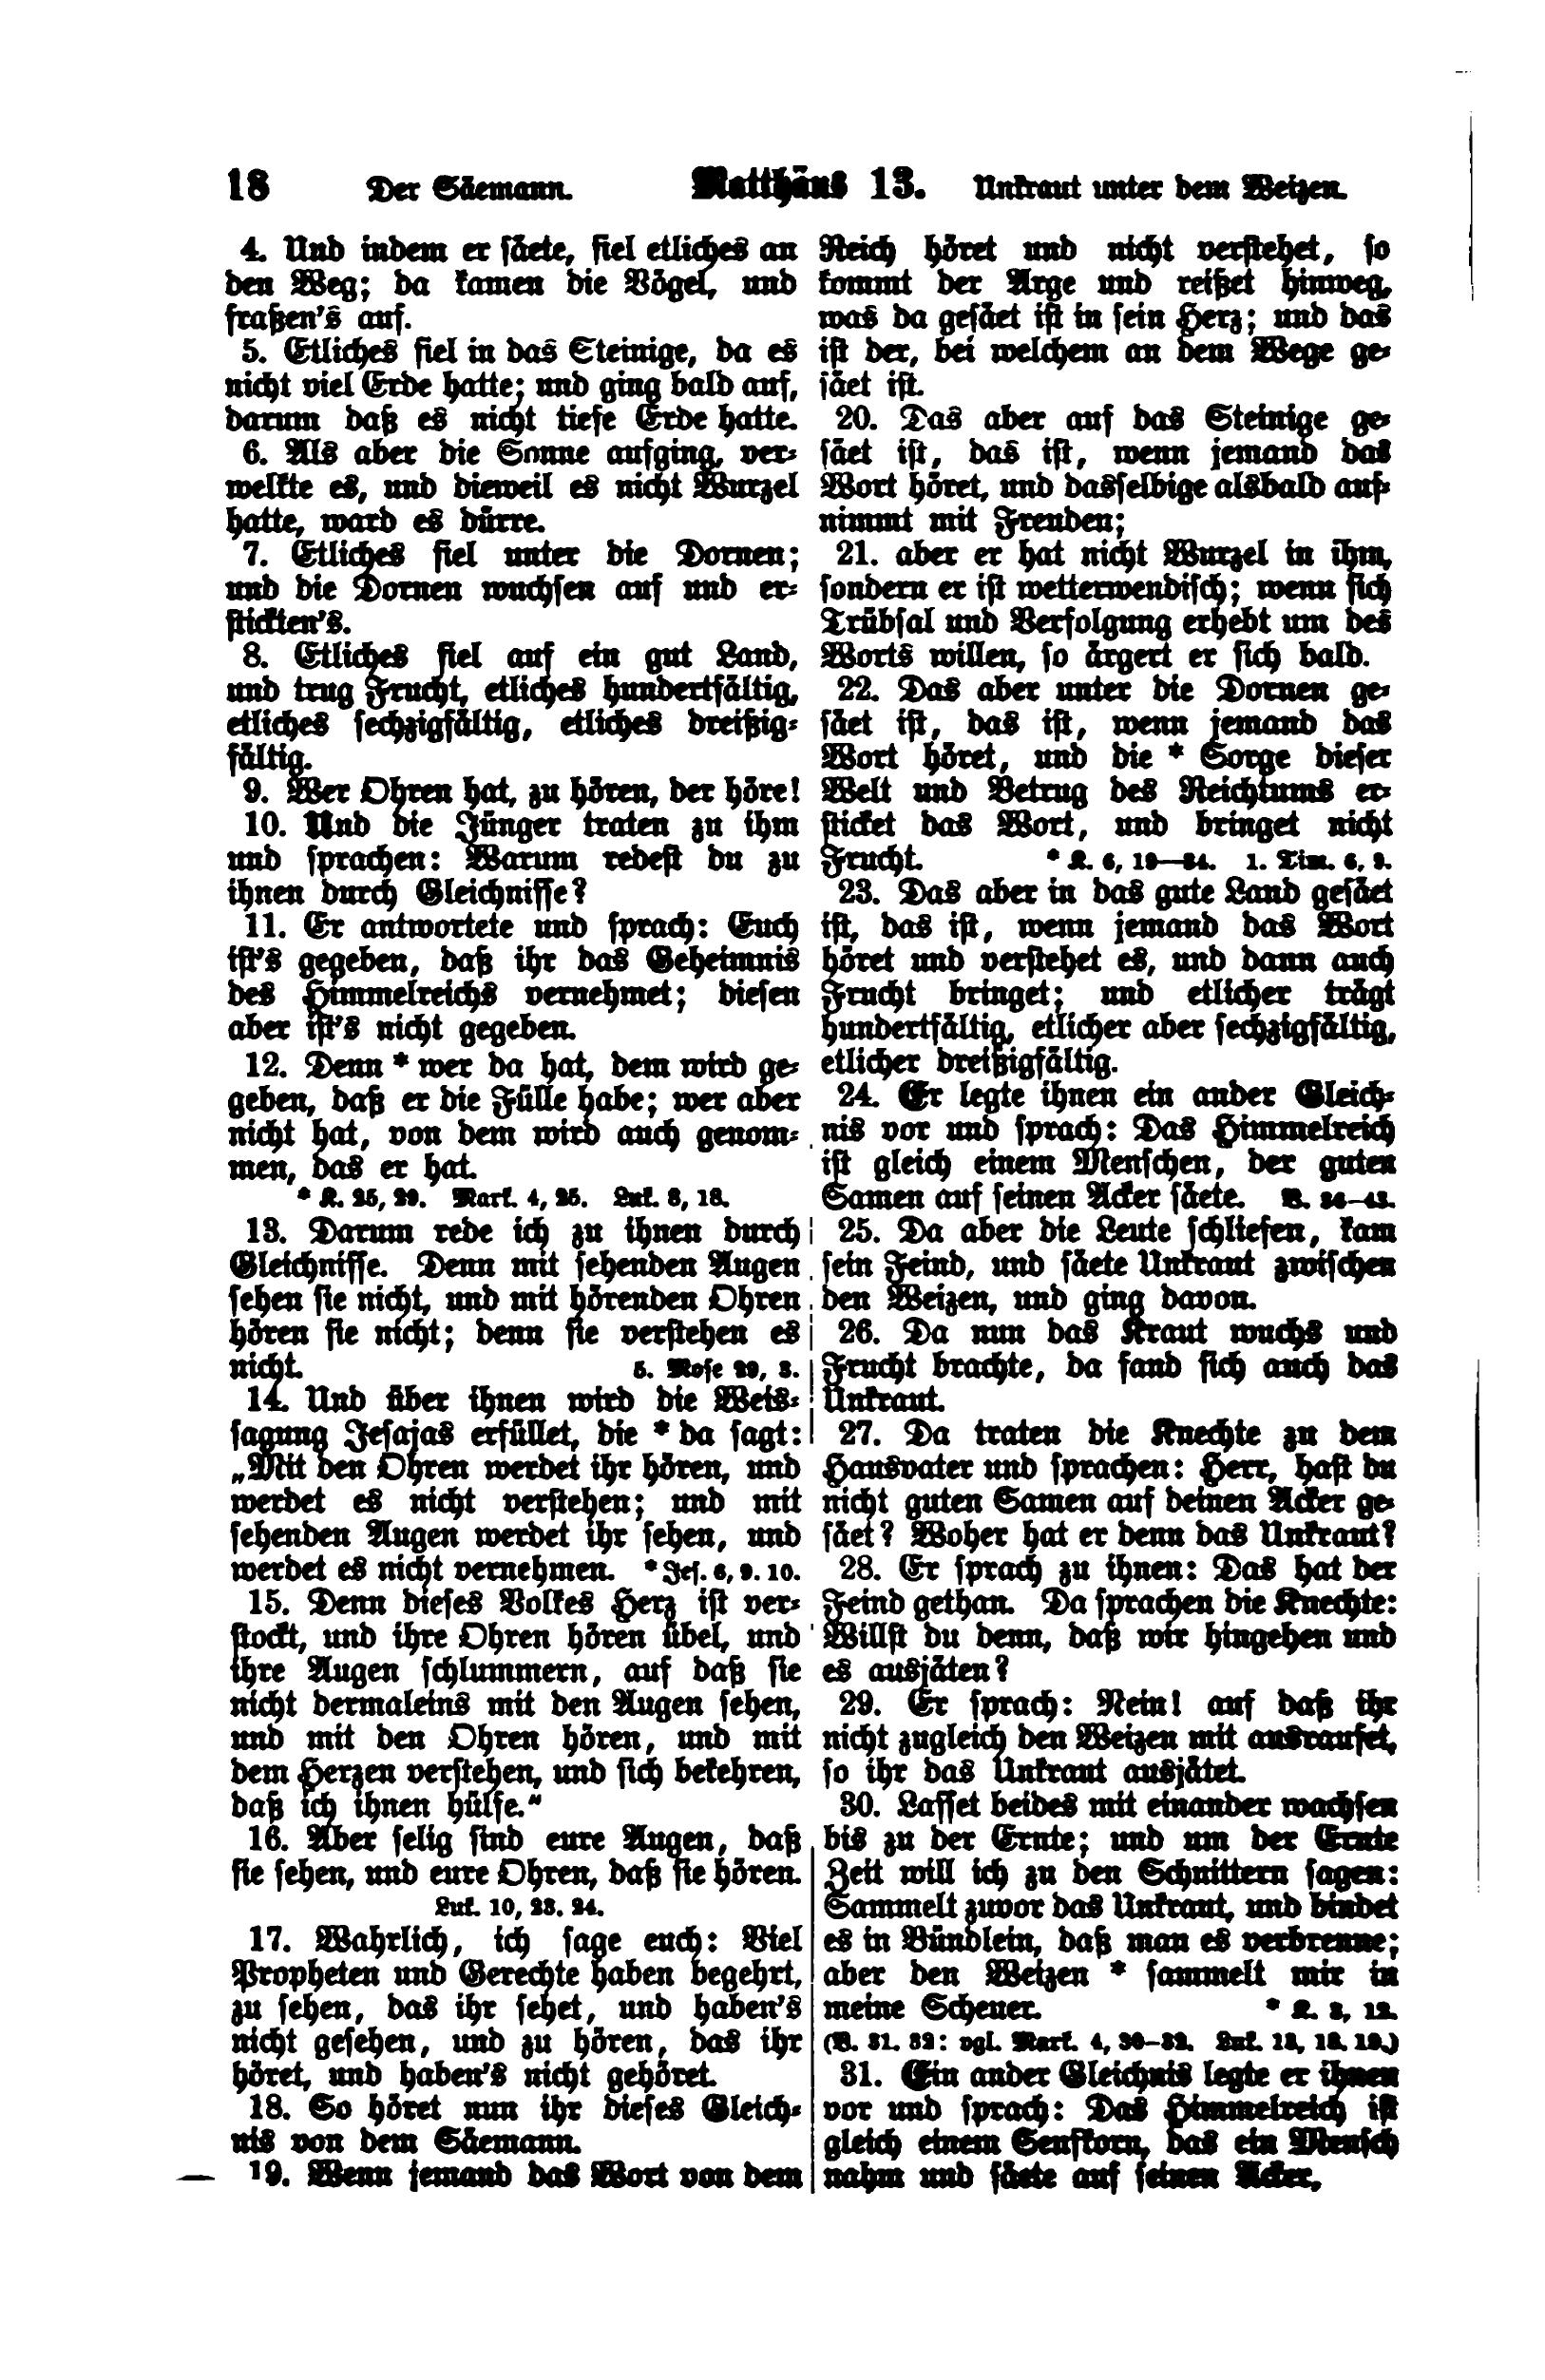 18 Der Säemann. Matthäus 13. Unkraut unter dem Weizen.
4. Und indem er säete, fiel etliches an
den Weg; da kamen die Vögel, und
fraßen's auf.
5. Etliches fiel in das Steinige, da es
nicht viel Erde hatte; und ging bald auf,
darum daß es nicht tiefe Erde hatte.
6. Als aber die Sonne aufging, ver-
welkte es, und dieweil es nicht Wurzel
hatte, ward es dürre.
7. Etliches fiel unter die Dornen;
und die Dornen wuchsen auf und er-
stickten's.
8. Etliches fiel auf ein gut Land,
und trug Frucht, etliches hundertfältig,
etliches sechzigfältig, etliches dreißig-
fältig.
9. Wer Ohren hat, zu hören, der höre!
10. Und die Jünger traten zu ihm
und sprachen: Warum redest du zu
ihnen durch Gleichnisse?
11. Er antwortete und sprach: Euch
ist's gegeben, daß ihr das Geheimnis
des Himmelreichs vernehmet; diesen
aber ist's nicht gegeben.
12. Denn * wer da hat, dem wird ge-
geben, daß er die Fülle habe; wer aber
nicht hat, von dem wird auch genom-
men, das er hat.
* K. 25, 29. Mark. 4, 25. Luk. 8, 18.
13. Darum rede ich zu ihnen durch
Gleichnisse. Denn mit sehenden Augen
sehen sie nicht, und mit hörenden Ohren
hören sie nicht; denn sie verstehen es
nicht. 5. Mose 29, 3.
14. Und über ihnen wird die Weis-
sagung Jesajas erfüllet, die * da sagt:
„Mit den Ohren werdet ihr hören, und
werdet es nicht verstehen; und mit
sehenden Augen werdet ihr sehen, und
werdet es nicht vernehmen. * Jes. 6, 9. 10.
15. Denn dieses Volkes Herz ist ver-
stockt, und ihre Ohren hören übel, und
ihre Augen schlummern, auf daß sie
nicht dermaleins mit den Augen sehen,
und mit den Ohren hören, und mit
dem Herzen verstehen, und sich bekehren,
daß ich ihnen hülfe.“
16. Aber selig sind eure Augen, daß
sie sehen, und eure Ohren, daß sie hören.
Luk. 10, 23. 24.
17. Wahrlich, ich sage euch: Viel
Propheten und Gerechte haben begehrt,
zu sehen, das ihr sehet, und haben's
nicht gesehen, und zu hören, das ihr
höret, und haben's nicht gehöret.
18. So höret nun ihr dieses Gleich-
nis von dem Säemann.
19. Wenn jemand das Wort von dem
Reich höret und nicht verstehet, so
kommt der Arge und reißet hinweg,
was da gesäet ist in sein Herz; und das
ist der, bei welchem an dem Wege ge-
säet ist.
20. Das aber auf das Steinige ge-
säet ist, das ist, wenn jemand das
Wort höret, und dasselbige alsbald auf-
nimmt mit Freuden;
21. aber er hat nicht Wurzel in ihm,
sondern er ist wetterwendisch; wenn sich
Trübsal und Verfolgung erhebt um des
Worts willen, so ärgert er sich bald.
22. Das aber unter die Dornen ge-
säet ist, das ist, wenn jemand das
Wort höret, und die * Sorge dieser
Welt und Betrug des Reichtums er-
sticket das Wort, und bringet nicht
Frucht. * K. 6, 19—34. 1. Tim. 6, 9.
23. Das aber in das gute Land gesäet
ist, das ist, wenn jemand das Wort
höret und verstehet es, und dann auch
Frucht bringet; und etlicher trägt
hundertfältig, etlicher aber sechzigfältig,
etlicher dreißigfältig.
24. Er legte ihnen ein ander Gleich-
nis vor und sprach: Das Himmelreich
ist gleich einem Menschen, der guten
Samen auf seinen Acker säete. V. 36–43.
25. Da aber die Leute schliefen, kam
sein Feind, und säete Unkraut zwischen
den Weizen, und ging davon.
26. Da nun das Kraut wuchs und
Frucht brachte, da fand sich auch das
Unkraut.
27. Da traten die Knechte zu dem
Hausvater und sprachen: Herr, hast du
nicht guten Samen auf deinen Acker ge-
säet? Woher hat er denn das Unkraut?
28. Er sprach zu ihnen: Das hat der
Feind gethan. Da sprachen die Knechte:
Willst du denn, daß wir hingehen und
es ausjäten?
29. Er sprach: Nein! auf daß ihr
nicht zugleich den Weizen mit ausraufet,
so ihr das Unkraut ausjätet.
30. Lasset beides mit einander wachsen
bis zu der Ernte; und um der Ernte
Zeit will ich zu den Schnittern sagen:
Sammelt zuvor das Unkraut, und bindet
es in Bündlein, daß man es verbrenne;
aber den Weizen * sammelt mir in
meine Scheuer. * K. 3, 12.
(V. 31. 32: vgl. Mark. 4, 30–32. Luk. 13, 18. 19.)
31. Ein ander Gleichnis legte er ihnen
vor und sprach: Das Himmelreich ist
gleich einem Senfkorn, das ein Mensch
nahm und säete auf seinen Acker,